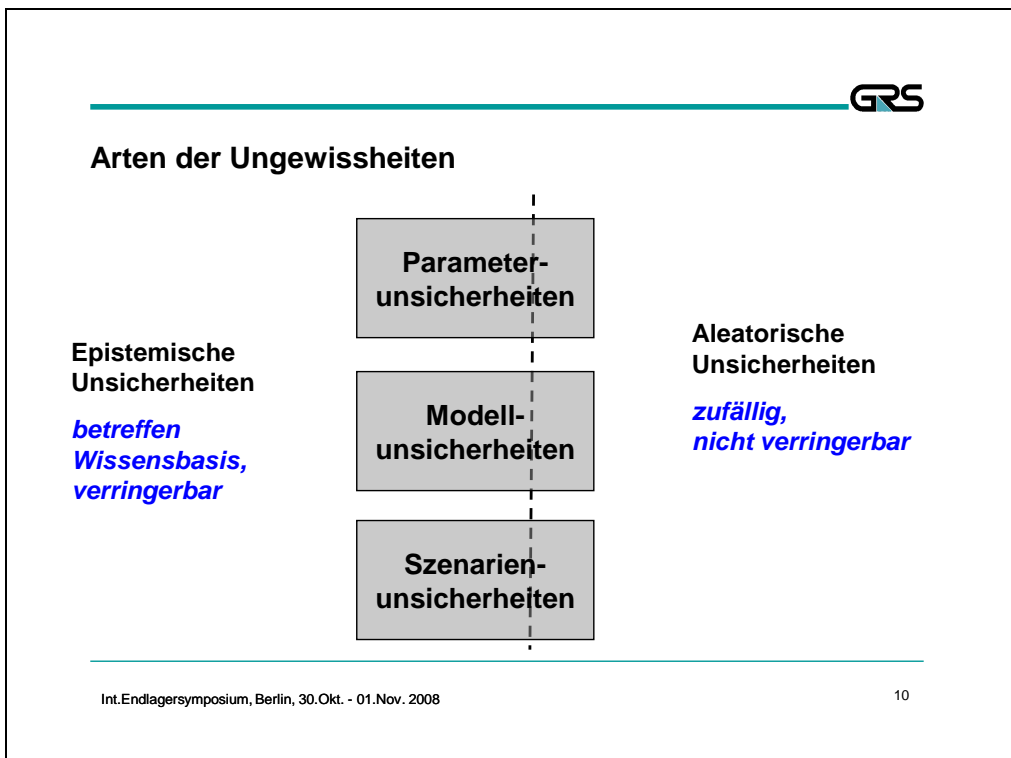 GRS
Arten der Ungewissheiten
Parameter-
unsicherheiten
Epistemische
Unsicherheiten
betreffen
Wissensbasis,
verringerbar
Modell-
unsicherheiten
Aleatorische
Unsicherheiten
zufällig,
nicht verringerbar
Szenarien-
unsicherheiten
Int.Endlagersymposium, Berlin, 30.Okt. - 01.Nov. 2008
10